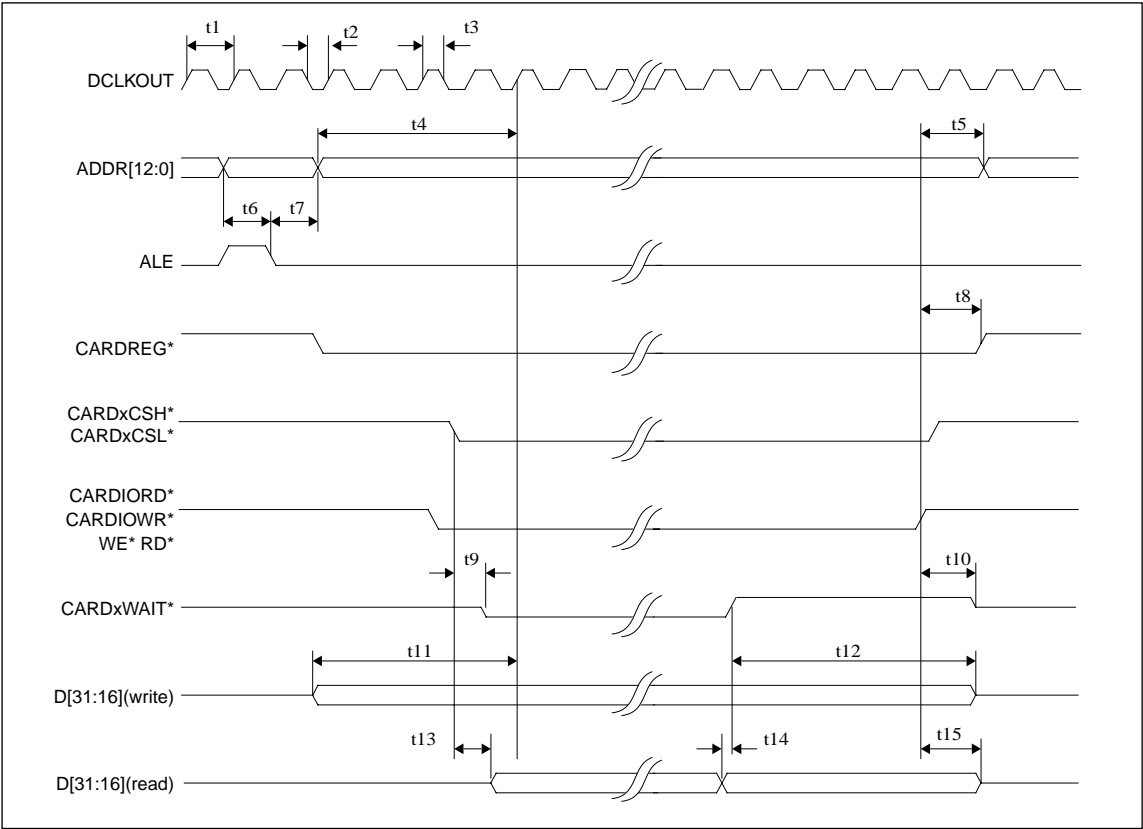 t1 t2 t3
DCLKOUT
t4 t5
ADDR[12:0]
t6 t7
ALE
t8
CARDREG*
CARDxCSH*
CARDxCSL*
CARDIORD*
CARDIOWR*
WE* RD*
t9 t10
CARDxWAIT*
t11 t12
D[31:16](write)
t13 t14 t15
D[31:16](read)